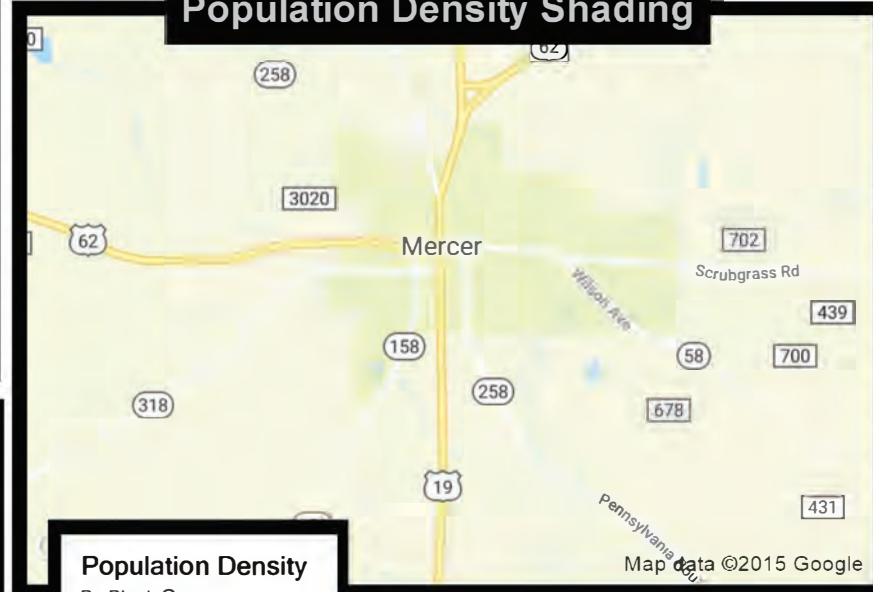 Population Density Shading
0
62
258
3020
62
Mercer
702
Scrubgrass Rd
Wilson Ave
439
158
58
700
258
318
678
19
431
Pennsylvania
Map data ©2015 Google
Population Density